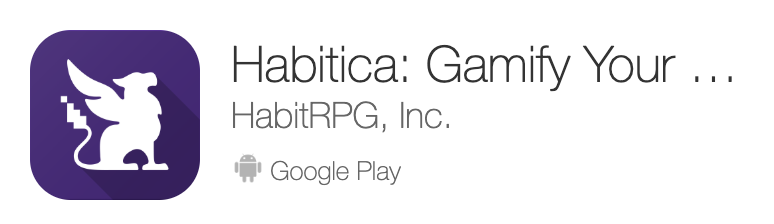 Habitica: Gamify Your ...
HabitRPG, Inc.
Google Play